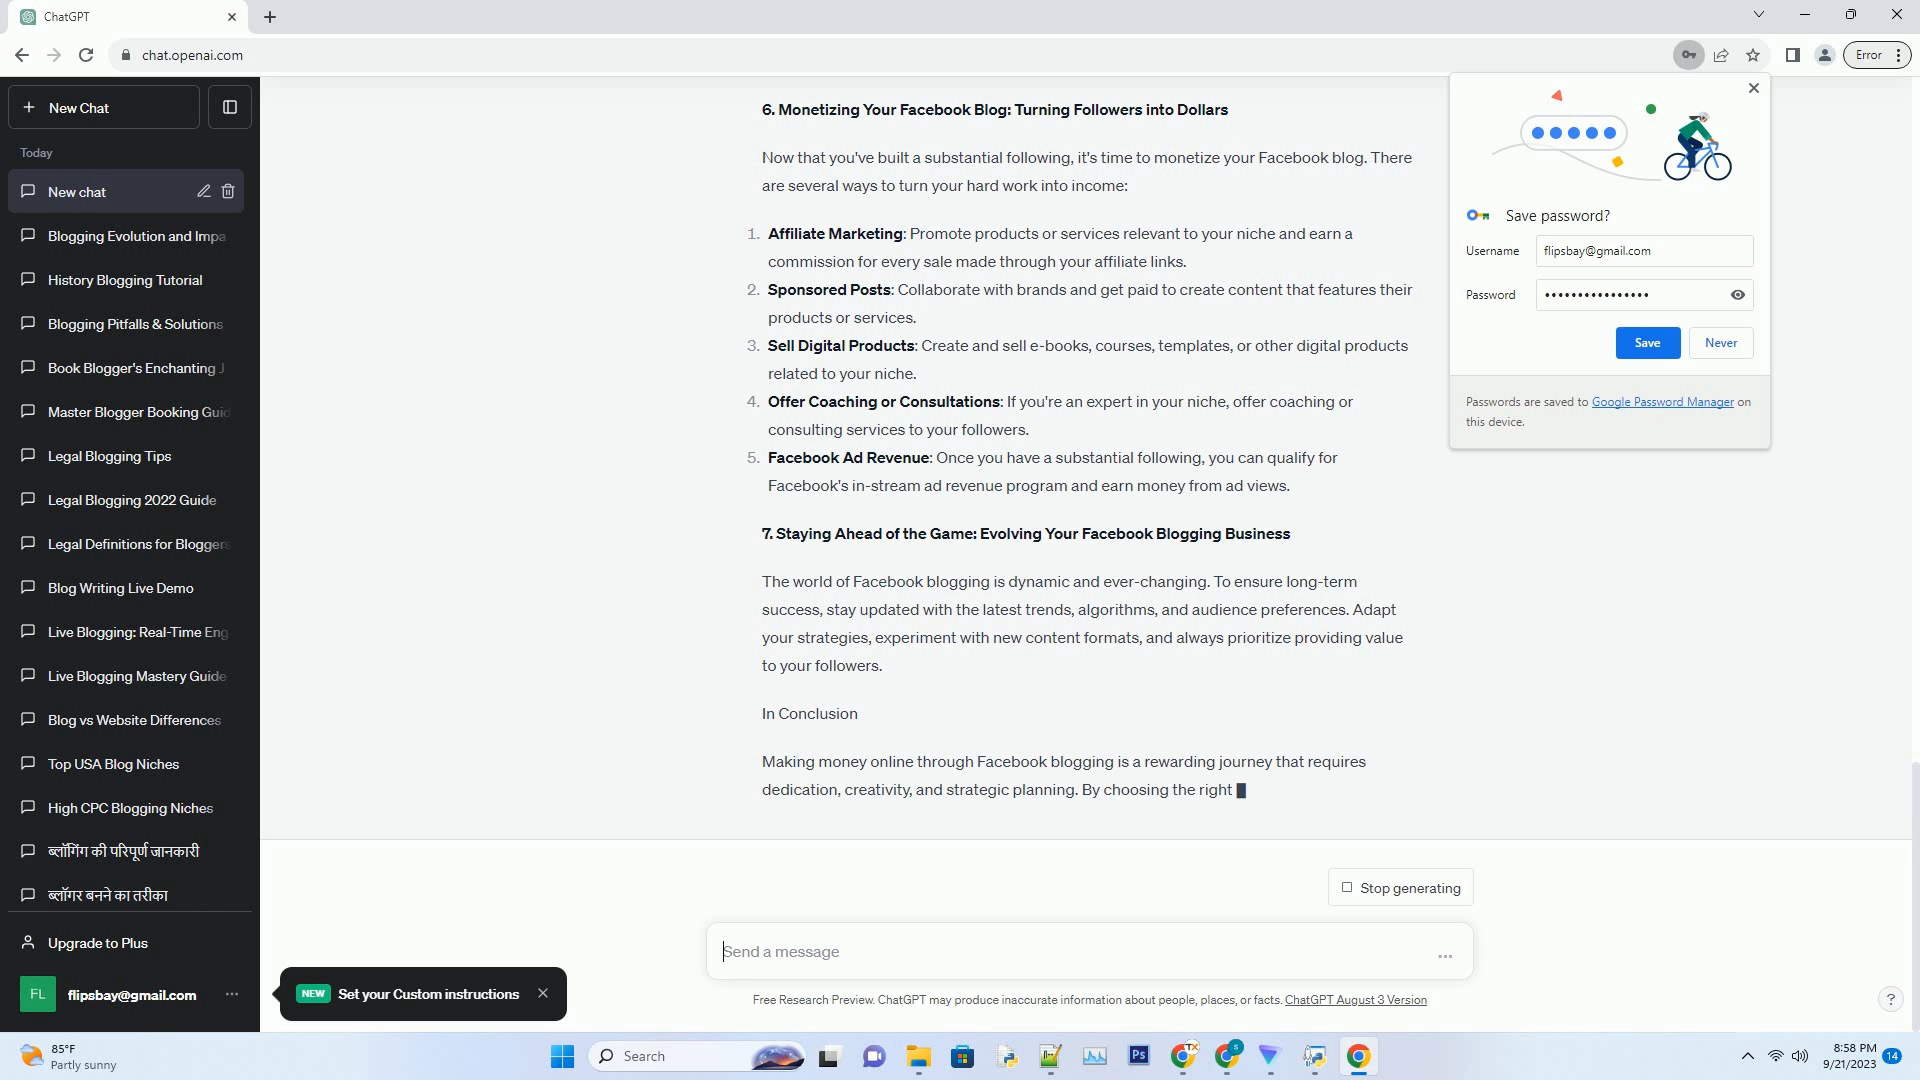 ChatGPT
chat.openai.com
Error
New Chat
Today
New chat
Blogging Evolution and Impa
History Blogging Tutorial
Blogging Pitfalls & Solutions
Book Blogger's Enchanting J
Master Blogger Booking Guid
Legal Blogging Tips
Legal Blogging 2022 Guide
Legal Definitions for Bloggers
Blog Writing Live Demo
Live Blogging: Real-Time Eng
Live Blogging Mastery Guide
Blog vs Website Differences
Top USA Blog Niches
High CPC Blogging Niches
ब्लॉगिंग की परिपूर्ण जानकारी
ब्लॉगर बनने का तरीका
Upgrade to Plus
FL
flipsbay@gmail.com
NEW Set your Custom instructions
6. Monetizing Your Facebook Blog: Turning Followers into Dollars
Now that you've built a substantial following, it's time to monetize your Facebook blog. There
are several ways to turn your hard work into income:
1. Affiliate Marketing: Promote products or services relevant to your niche and earn a
commission for every sale made through your affiliate links.
2. Sponsored Posts: Collaborate with brands and get paid to create content that features their
products or services.
3. Sell Digital Products: Create and sell e-books, courses, templates, or other digital products
related to your niche.
4. Offer Coaching or Consultations: If you're an expert in your niche, offer coaching or
consulting services to your followers.
5. Facebook Ad Revenue: Once you have a substantial following, you can qualify for
Facebook's in-stream ad revenue program and earn money from ad views.
7. Staying Ahead of the Game: Evolving Your Facebook Blogging Business
The world of Facebook blogging is dynamic and ever-changing. To ensure long-term
success, stay updated with the latest trends, algorithms, and audience preferences. Adapt
your strategies, experiment with new content formats, and always prioritize providing value
to your followers.
In Conclusion
Making money online through Facebook blogging is a rewarding journey that requires
dedication, creativity, and strategic planning. By choosing the right
Stop generating
Send a message
Free Research Preview. ChatGPT may produce inaccurate information about people, places, or facts. ChatGPT August 3 Version
?
Save password?
Username
flipsbay@gmail.com
Password
••••••••••••••••
Save
Never
Passwords are saved to Google Password Manager on
this device.
85°F
Partly sunny
Search
Ps
TX
S
8:58 PM
9/21/2023
14